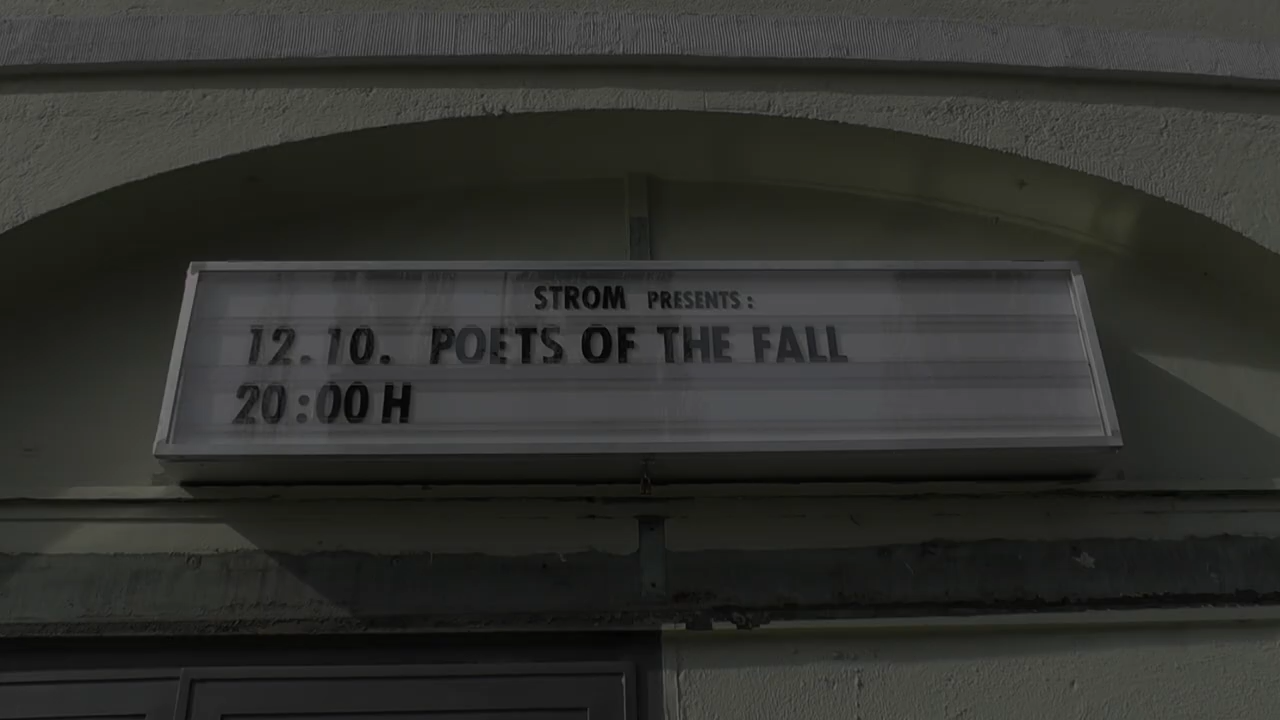 STROM PRESENTS:
12.10. POETS OF THE FALL
20:00 H